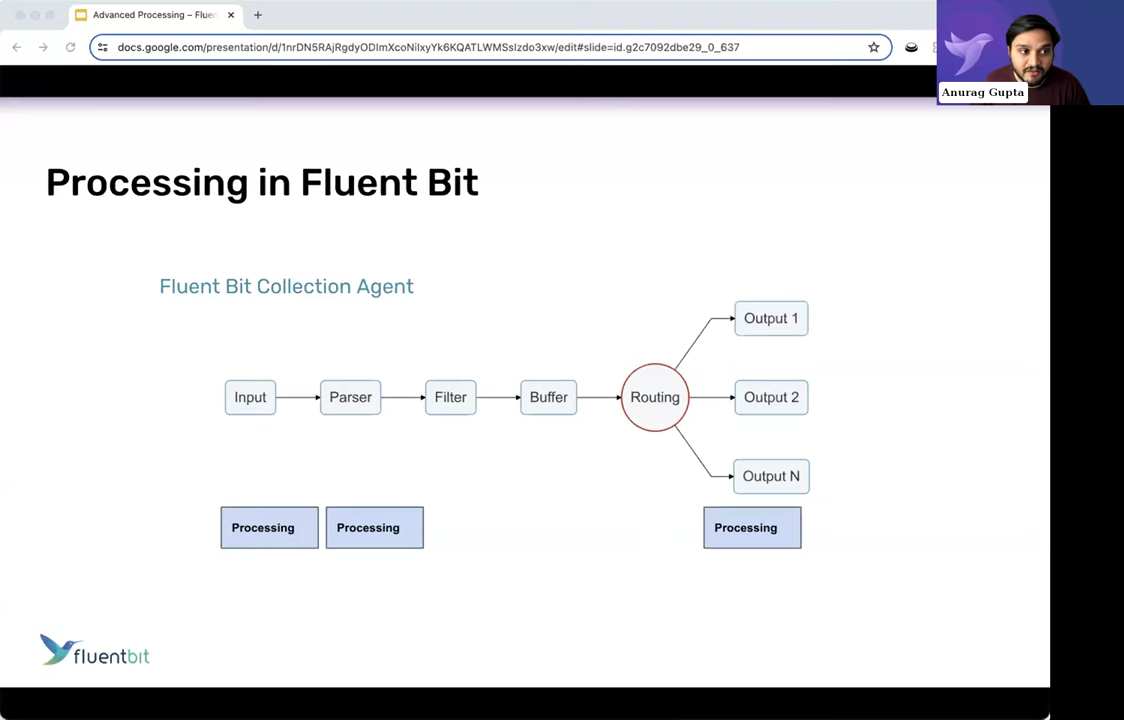 Advanced Processing – Fluen
docs.google.com/presentation/d/1nrDN5RAjRgdyODImXcoNilxyYk6KQATLWMSsIzdo3xw/edit#slide=id.g2c7092dbe29_0_637
Anurag Gupta
Processing in Fluent Bit
Fluent Bit Collection Agent
Output 1
Input
Parser
Filter
Buffer
Routing
Output 2
Output N
Processing
Processing
Processing
fluentbit